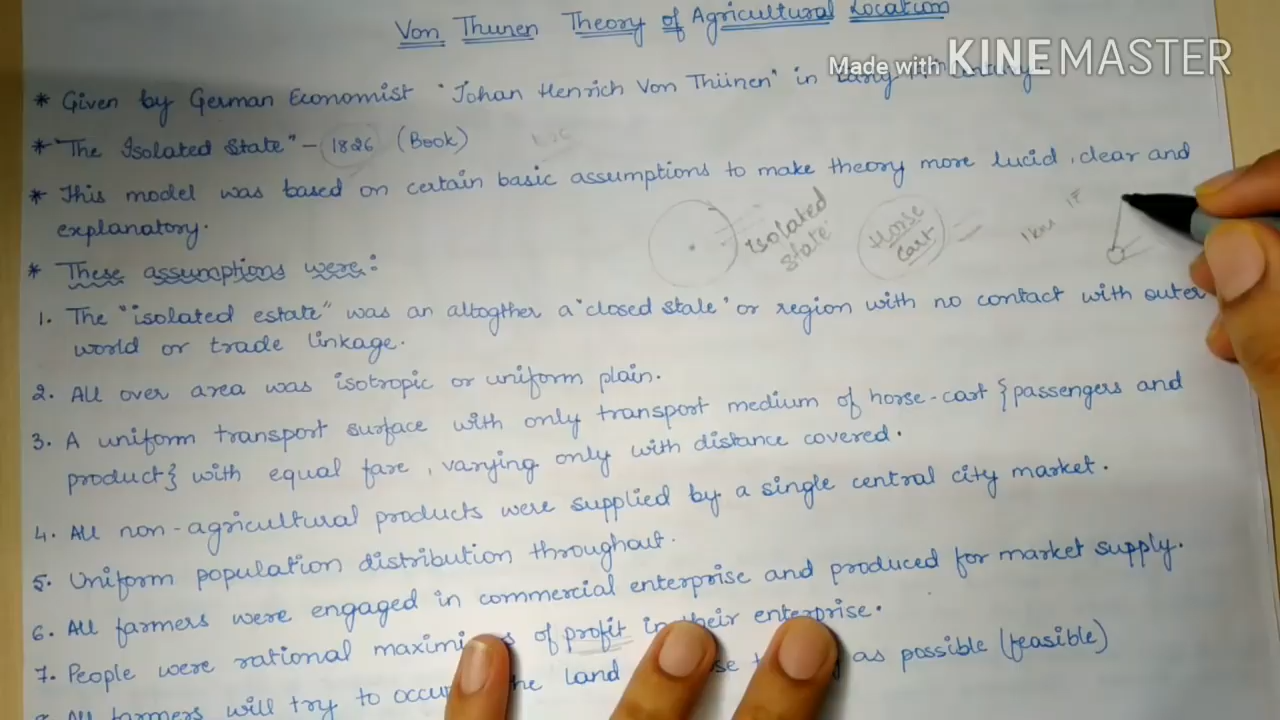 Von Thunen Theory of Agricultural Location
Made with KINEMASTER
* Given by German Economist "Johan Henrich Von Thünen" in Early
* "The Isolated State" – 1826 (Book)
* This model was based on certain basic assumptions to make theory more lucid, clear and
explanatory.
Isolated
state
Horse
cart
1km
* These assumptions were:
1. The "isolated estate" was an altogther a "closed state" or region with no contact with outer
world or trade linkage.
2. All over area was isotropic or uniform plain.
3. A uniform transport surface with only transport medium of horse-cart {passengers and
product} with equal fare, varying only with distance covered.
4. All non-agricultural products were supplied by a single central city market.
5. Uniform population distribution throughout.
6. All farmers were engaged in commercial enterprise and produced for market supply.
7. People were rational of profit in their enterprise.
All farmers will try to the land as possible (feasible)